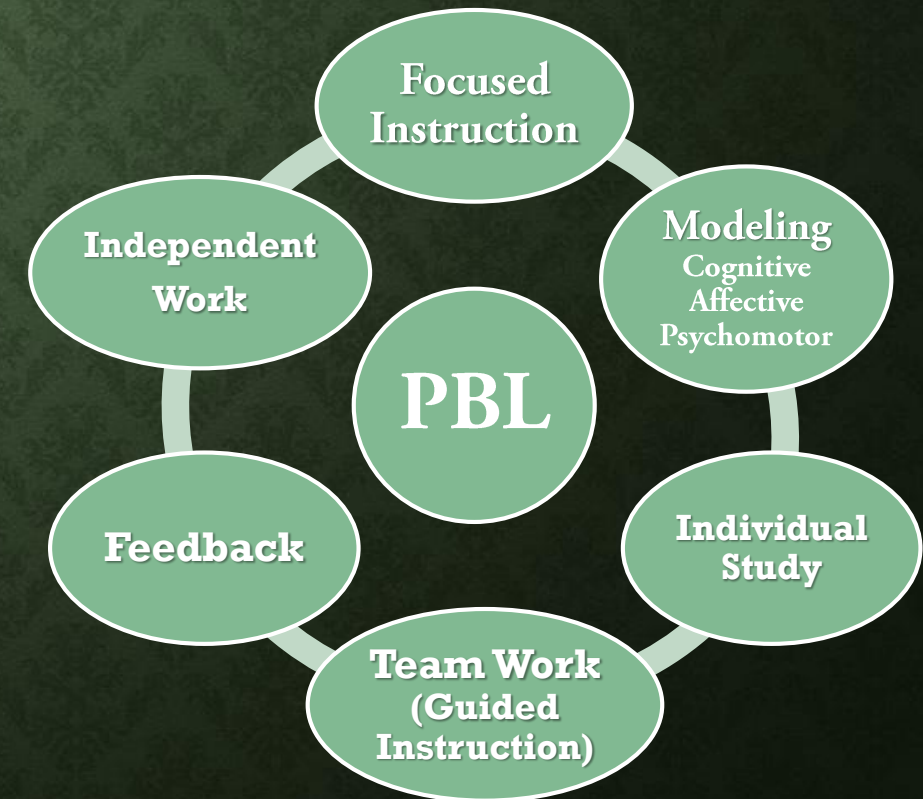 Focused
Instruction
Modeling
Cognitive
Affective
Psychomotor
Individual
Study
Team Work
(Guided
Instruction)
Feedback
Independent
Work
PBL